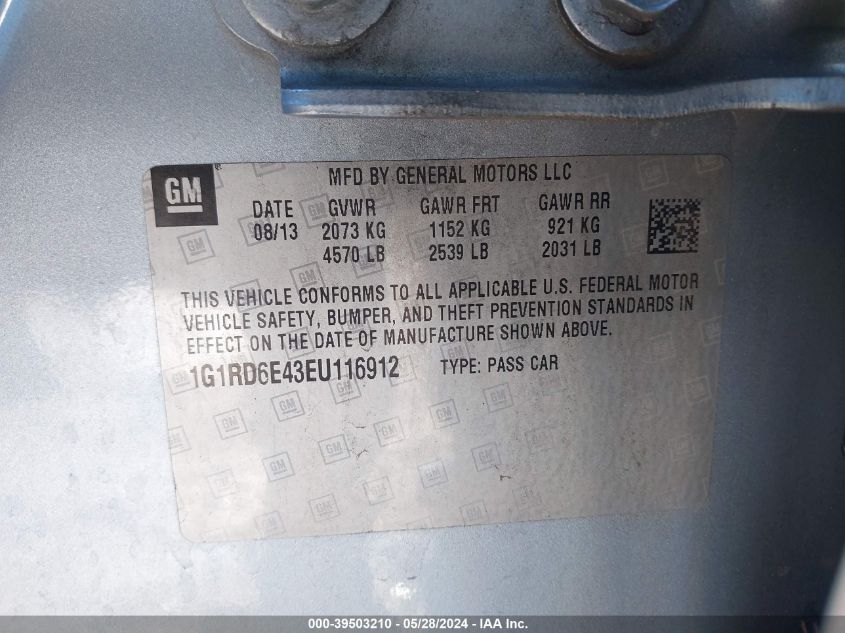 GM
MFD BY GENERAL MOTORS LLC
DATE GVWR GAWR FRT GAWR RR
08/13 2073 KG 1152 KG 921 KG
4570 LB 2539 LB 2031 LB
THIS VEHICLE CONFORMS TO ALL APPLICABLE U.S. FEDERAL MOTOR
VEHICLE SAFETY, BUMPER, AND THEFT PREVENTION STANDARDS IN
EFFECT ON THE DATE OF MANUFACTURE SHOWN ABOVE.
1G1RD6E43EU116912 TYPE: PASS CAR
000-39503210 - 05/28/2024 - IAA Inc.